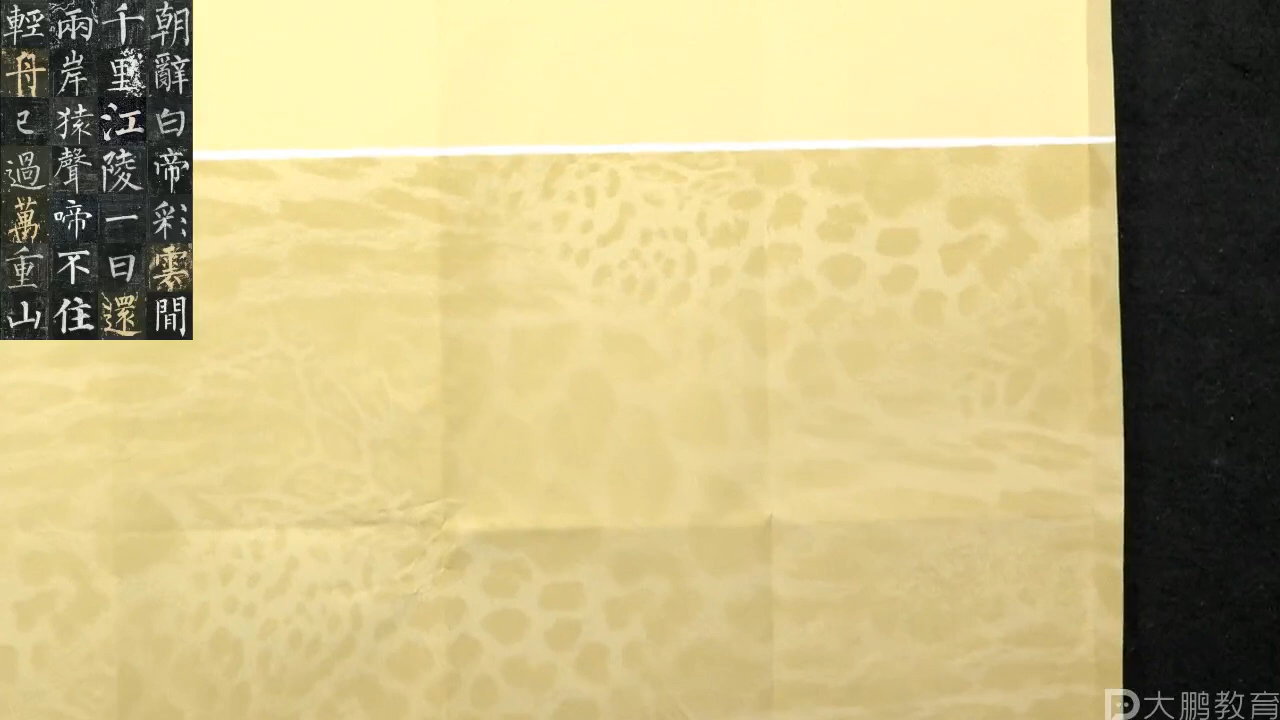 朝辭白帝彩雲間
千里江陵一日還
兩岸猿聲啼不住
輕舟已過萬重山
大鹏教育